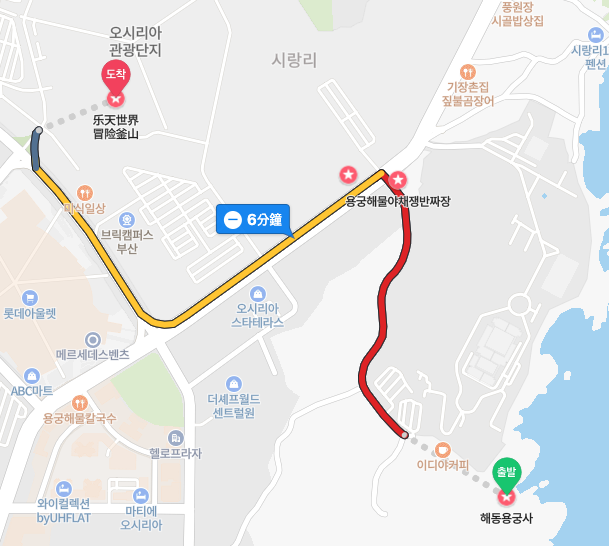 풍원장
시골밥상집
오시리아
관광단지
시랑리
시랑리1
펜션
도착
기장촌집
짚불곰장어
乐天世界
冒险釜山
용궁해물야채쟁반짜장
미식일상
6分鐘
브릭캠퍼스
부산
롯데아울렛
오시리아
스타테라스
메르세데스벤츠
ABC마트
더셰프월드
센트럴원
용궁해물칼국수
헬로프라자
이디야커피
출발
와이컬렉션
byUHFLAT
마티에
오시리아
해동용궁사